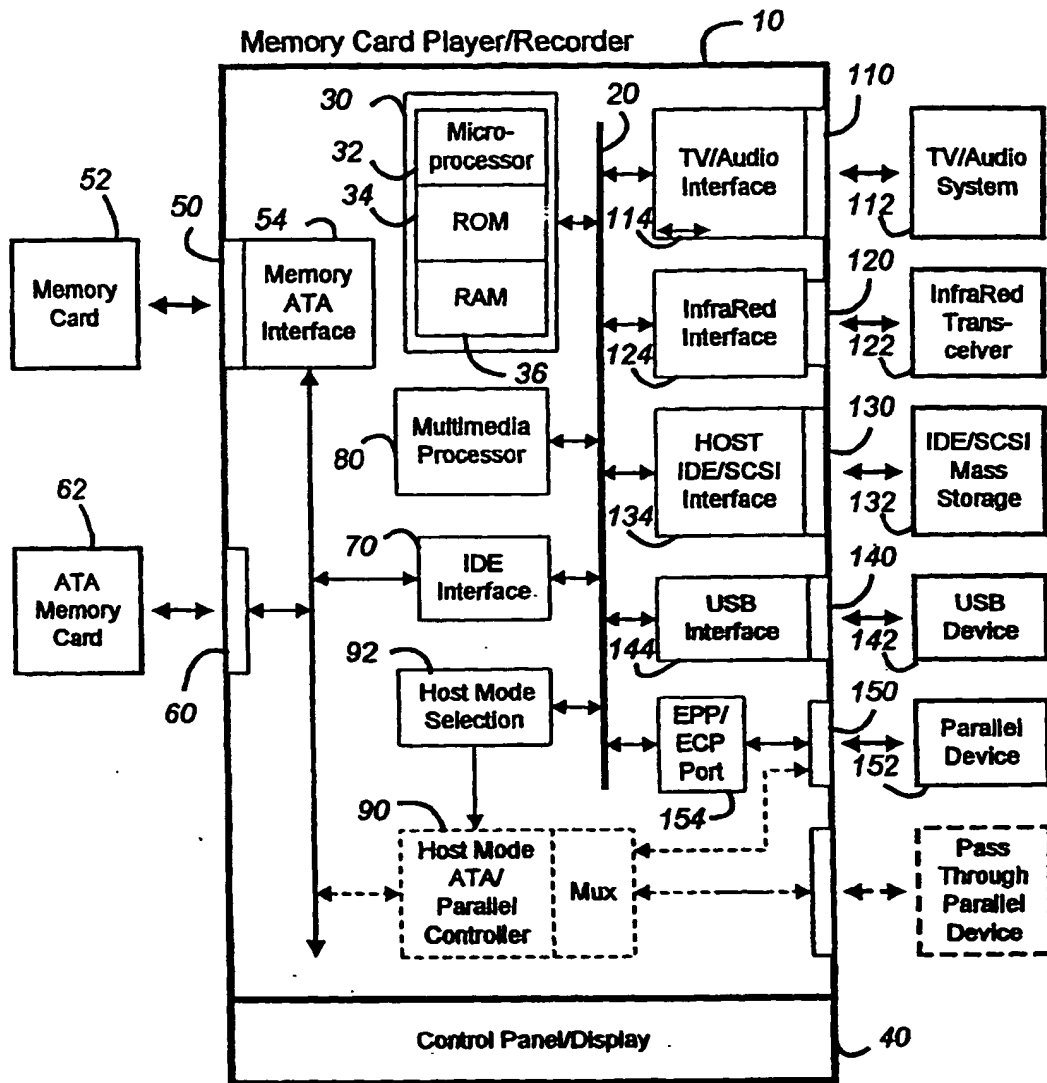 Memory Card Player/Recorder
10
30
20
110
Micro-
processor
32
34
ROM
RAM
36
TV/Audio
Interface
114
TV/Audio
System
112
52
50
54
Memory
Card
Memory
ATA
Interface
InfraRed
Interface
124
120
InfraRed
Trans-
ceiver
122
Multimedia
Processor
80
HOST
IDE/SCSI
Interface
134
130
IDE/SCSI
Mass
Storage
132
62
ATA
Memory
Card
60
70
IDE
Interface
USB
Interface
144
140
USB
Device
142
92
Host Mode
Selection
EPP/
ECP
Port
154
150
Parallel
Device
152
90
Host Mode
ATA/
Parallel
Controller
Mux
Pass
Through
Parallel
Device
Control Panel/Display
40